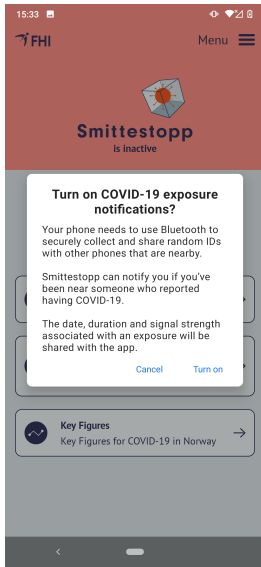 15:33
FHI
Menu
Smittestopp
is inactive
Turn on COVID-19 exposure
notifications?
Your phone needs to use Bluetooth to
securely collect and share random IDs
with other phones that are nearby.
Smittestopp can notify you if you've
been near someone who reported
having COVID-19.
The date, duration and signal strength
associated with an exposure will be
shared with the app.
Cancel
Turn on
Key Figures
Key Figures for COVID-19 in Norway